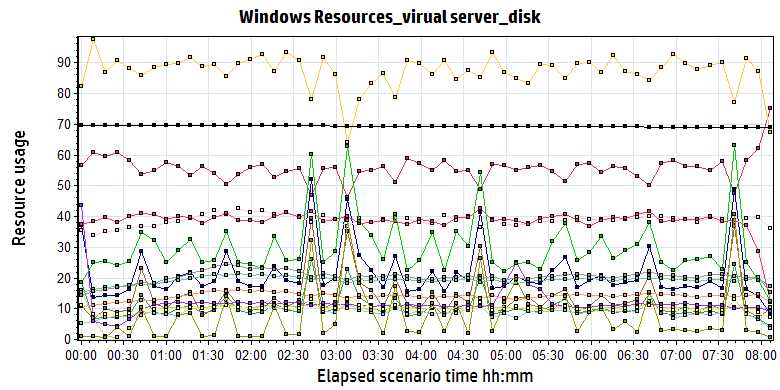 Windows Resources_virual server_disk
Resource usage
90
80
70
60
50
40
30
20
10
0
00:00 00:30 01:00 01:30 02:00 02:30 03:00 03:30 04:00 04:30 05:00 05:30 06:00 06:30 07:00 07:30 08:00
Elapsed scenario time hh:mm